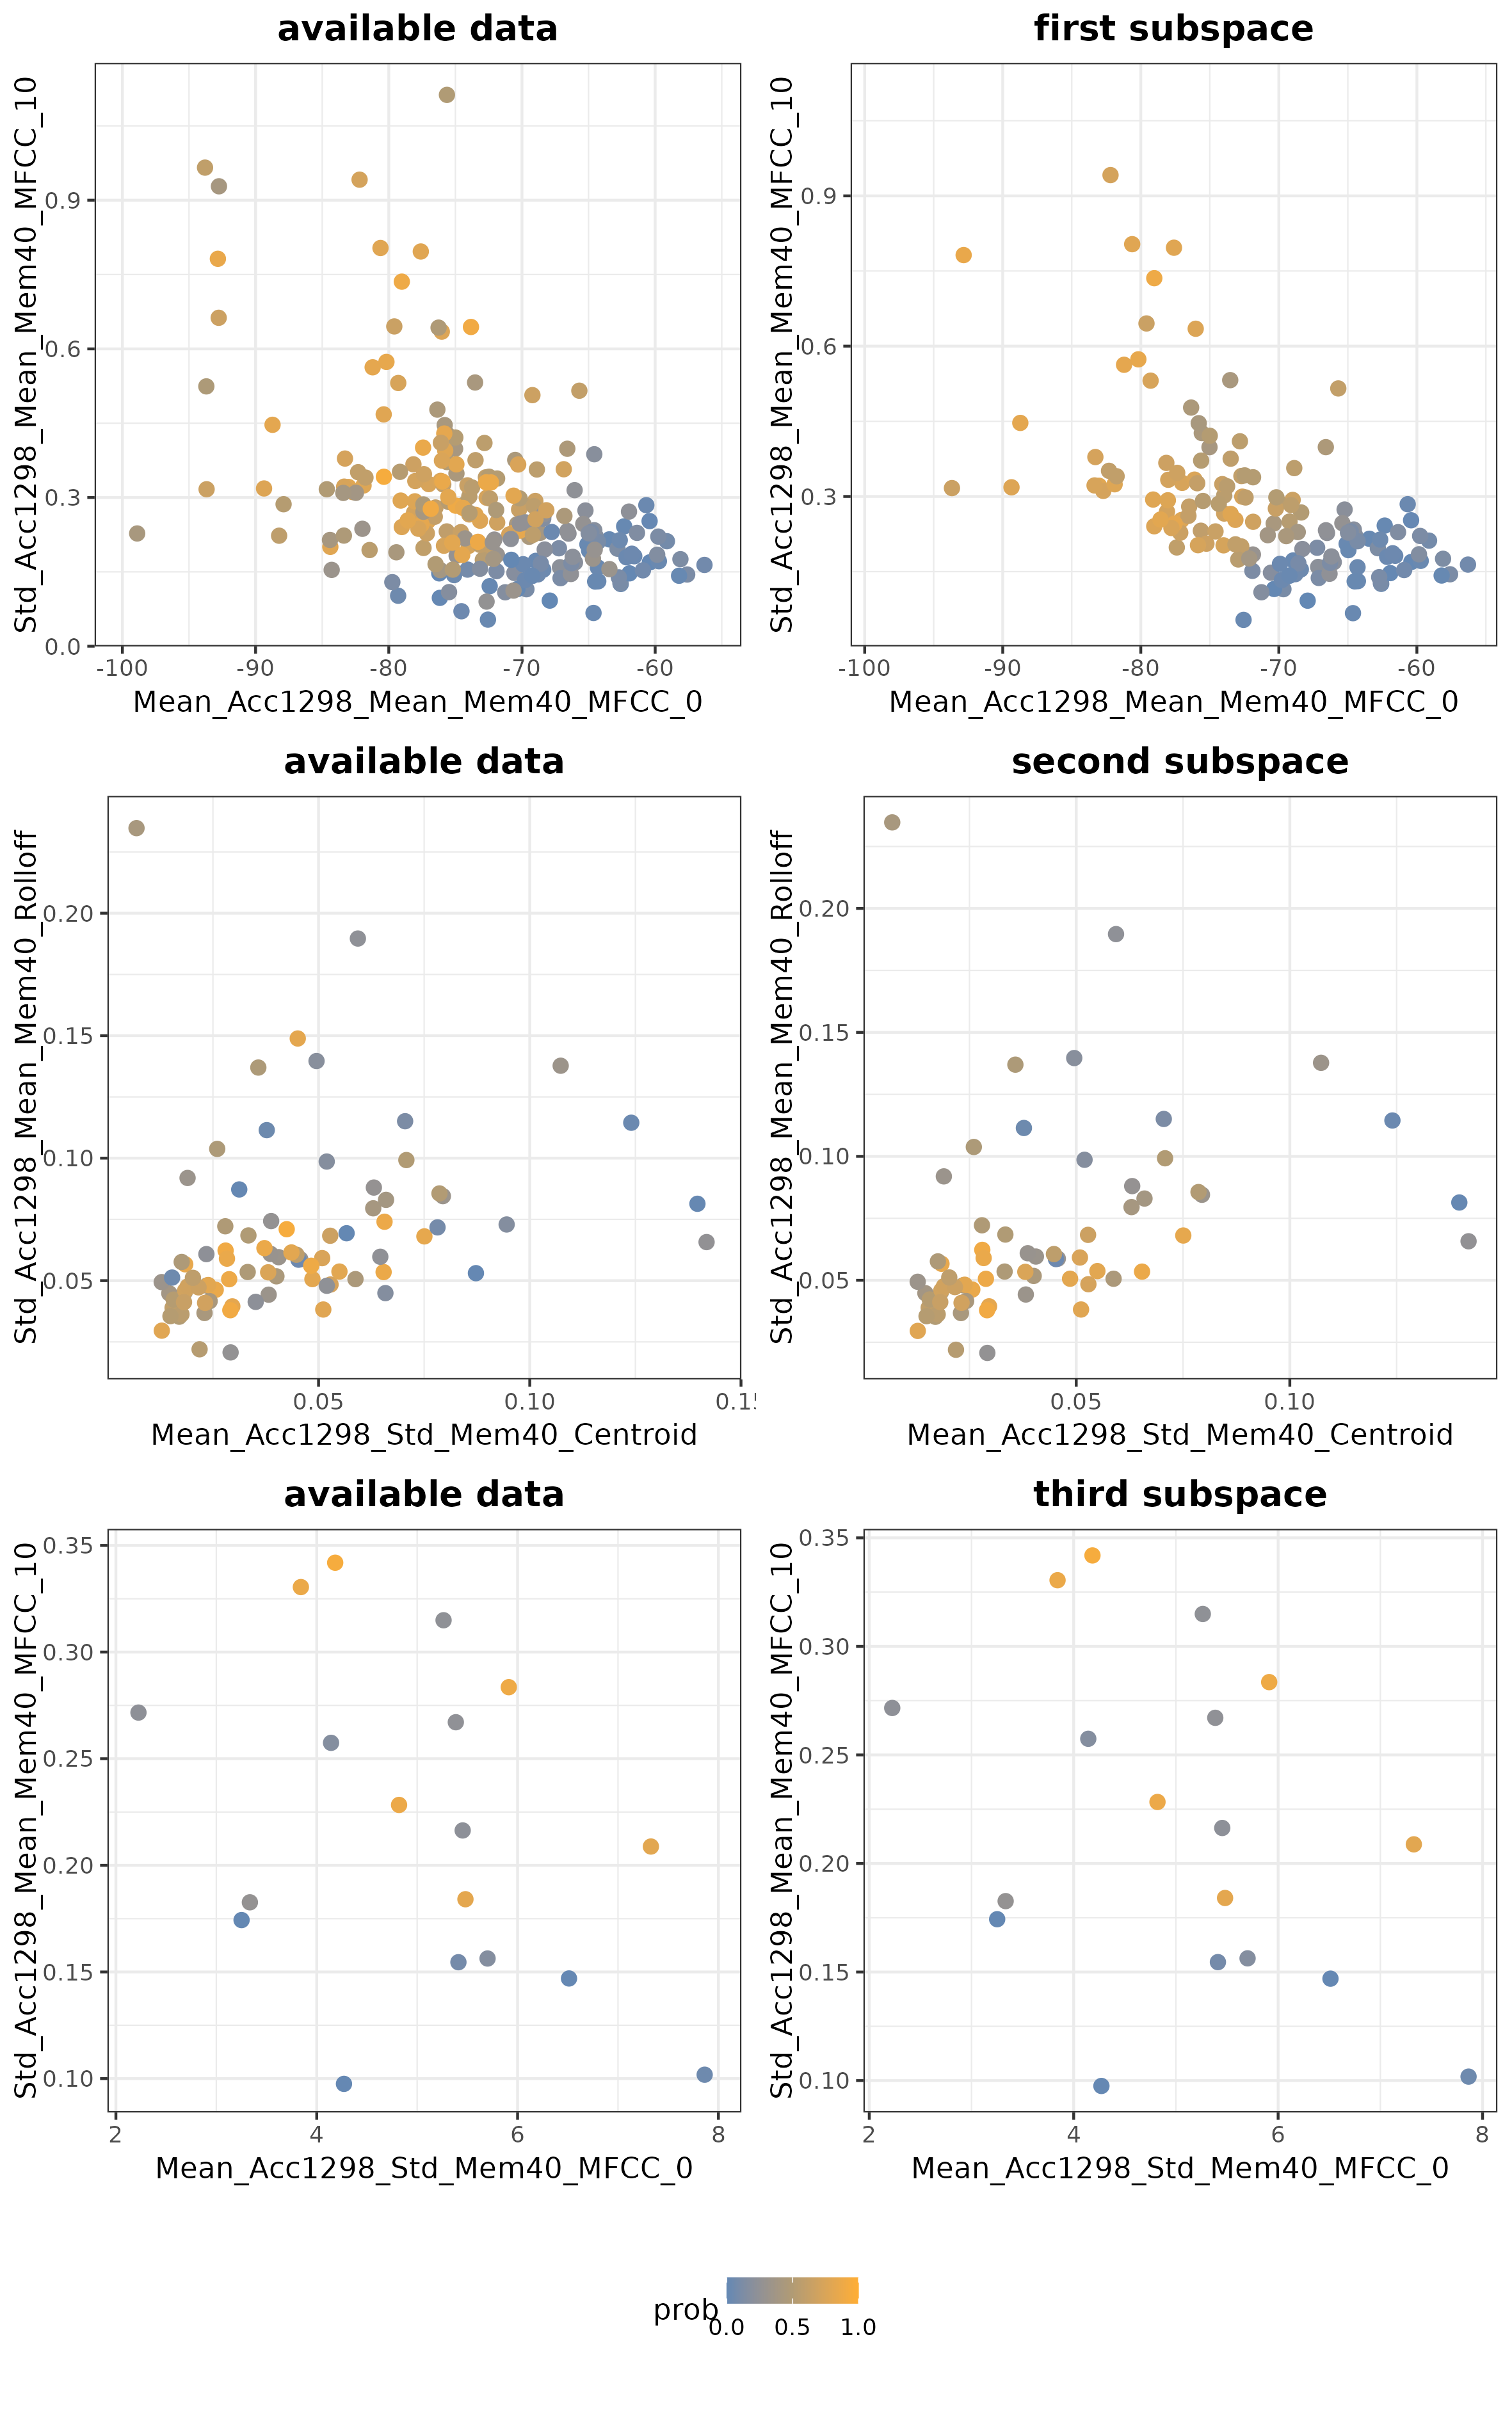 available data
first subspace
Std_Acc1298_Mean_Mem40_MFCC_10
0.9
0.6
0.3
0.0
-100 -90 -80 -70 -60
Mean_Acc1298_Mean_Mem40_MFCC_0
Std_Acc1298_Mean_Mem40_MFCC_10
0.9
0.6
0.3
-100 -90 -80 -70 -60
Mean_Acc1298_Mean_Mem40_MFCC_0
available data
second subspace
Std_Acc1298_Mean_Mem40_Rolloff
0.20
0.15
0.10
0.05
0.05 0.10
Mean_Acc1298_Std_Mem40_Centroid
Std_Acc1298_Mean_Mem40_Rolloff
0.20
0.15
0.10
0.05
0.05 0.10
Mean_Acc1298_Std_Mem40_Centroid
available data
third subspace
Std_Acc1298_Mean_Mem40_MFCC_10
0.35
0.30
0.25
0.20
0.15
0.10
2 4 6 8
Mean_Acc1298_Std_Mem40_MFCC_0
Std_Acc1298_Mean_Mem40_MFCC_10
0.35
0.30
0.25
0.20
0.15
0.10
2 4 6 8
Mean_Acc1298_Std_Mem40_MFCC_0
prob
0.0 0.5 1.0